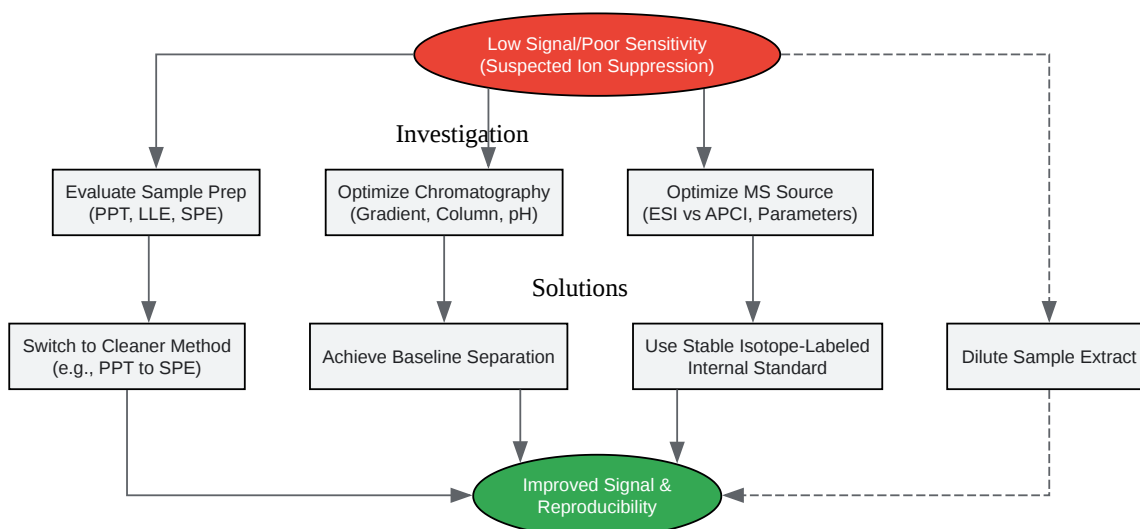 Low Signal/Poor Sensitivity
(Suspected Ion Suppression)
Investigation
Evaluate Sample Prep
(PPT, LLE, SPE)
Optimize Chromatography
(Gradient, Column, pH)
Optimize MS Source
(ESI vs APCI, Parameters)
Solutions
Switch to Cleaner Method
(e.g., PPT to SPE)
Achieve Baseline Separation
Use Stable Isotope-Labeled
Internal Standard
Dilute Sample Extract
Improved Signal &
Reproducibility